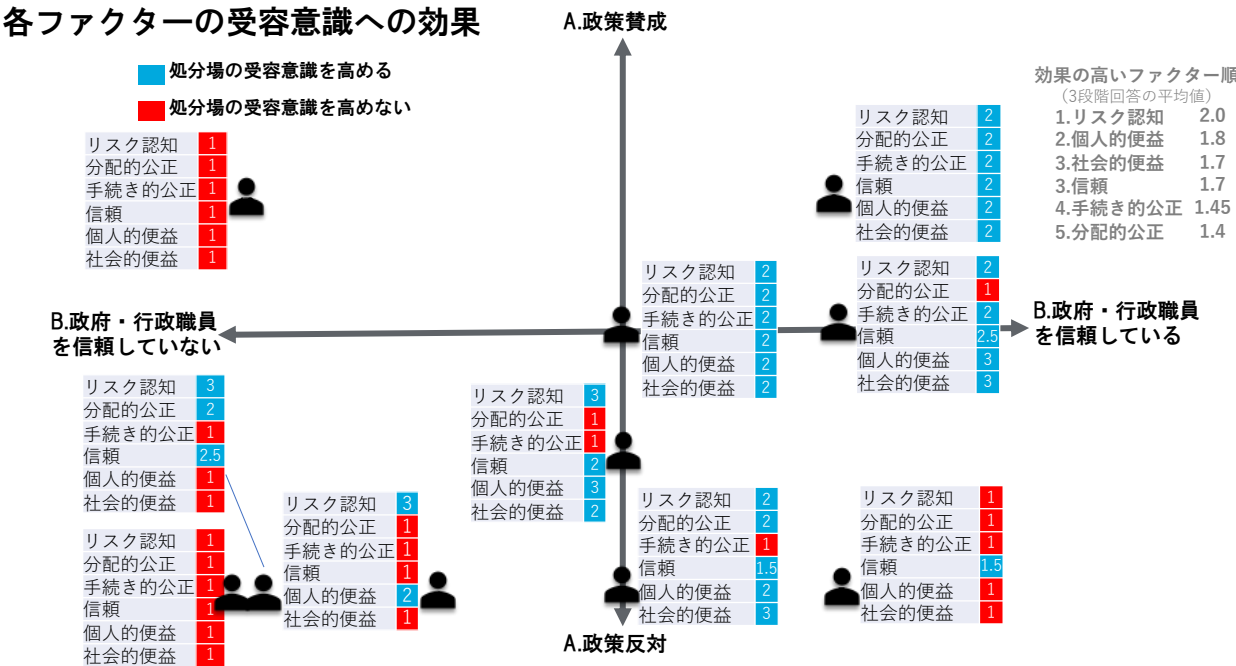 各ファクターの受容意識への効果
A.政策賛成
処分場の受容意識を高める
処分場の受容意識を高めない
効果の高いファクター順
（3段階回答の平均値）
1.リスク認知 2.0
2.個人的便益 1.8
3.社会的便益 1.7
3.信頼 1.7
4.手続き的公正 1.45
5.分配的公正 1.4
リスク認知 1
分配的公正 1
手続き的公正 1
信頼 1
個人的便益 1
社会的便益 1
リスク認知 2
分配的公正 2
手続き的公正 2
信頼 2
個人的便益 2
社会的便益 2
リスク認知 2
分配的公正 2
手続き的公正 2
信頼 2
個人的便益 2
社会的便益 2
リスク認知 2
分配的公正 1
手続き的公正 2
信頼 2.5
個人的便益 3
社会的便益 3
B.政府・行政職員
を信頼していない
B.政府・行政職員
を信頼している
リスク認知 3
分配的公正 2
手続き的公正 1
信頼 2.5
個人的便益 1
社会的便益 1
リスク認知 3
分配的公正 1
手続き的公正 1
信頼 2
個人的便益 3
社会的便益 2
リスク認知 1
分配的公正 1
手続き的公正 1
信頼 1
個人的便益 1
社会的便益 1
リスク認知 3
分配的公正 1
手続き的公正 1
信頼 1
個人的便益 2
社会的便益 1
リスク認知 2
分配的公正 2
手続き的公正 1
信頼 1.5
個人的便益 2
社会的便益 3
リスク認知 1
分配的公正 1
手続き的公正 1
信頼 1.5
個人的便益 1
社会的便益 1
A.政策反対